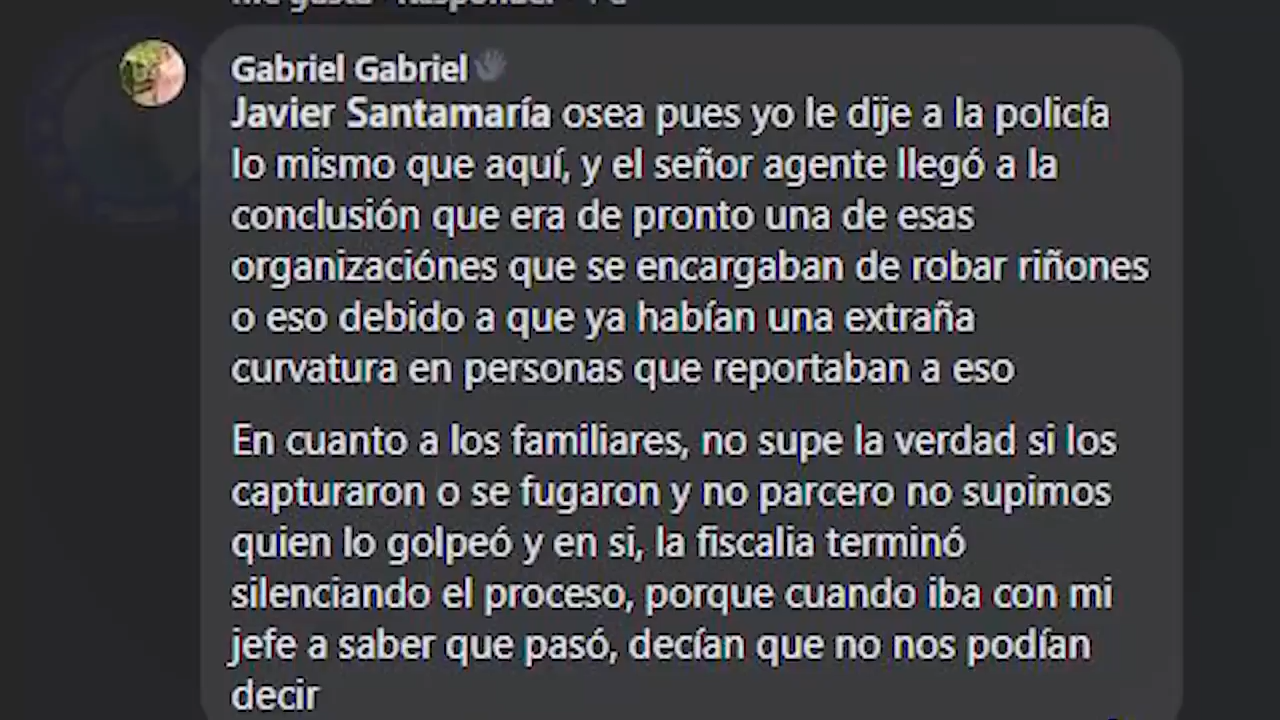 Gabriel Gabriel
Javier Santamaría osea pues yo le dije a la policía
lo mismo que aquí, y el señor agente llegó a la
conclusión que era de pronto una de esas
organizaciónes que se encargaban de robar riñones
o eso debido a que ya habían una extraña
curvatura en personas que reportaban a eso
En cuanto a los familiares, no supe la verdad si los
capturaron o se fugaron y no parcero no supimos
quien lo golpeó y en si, la fiscalia terminó
silenciando el proceso, porque cuando iba con mi
jefe a saber que pasó, decían que no nos podían
decir